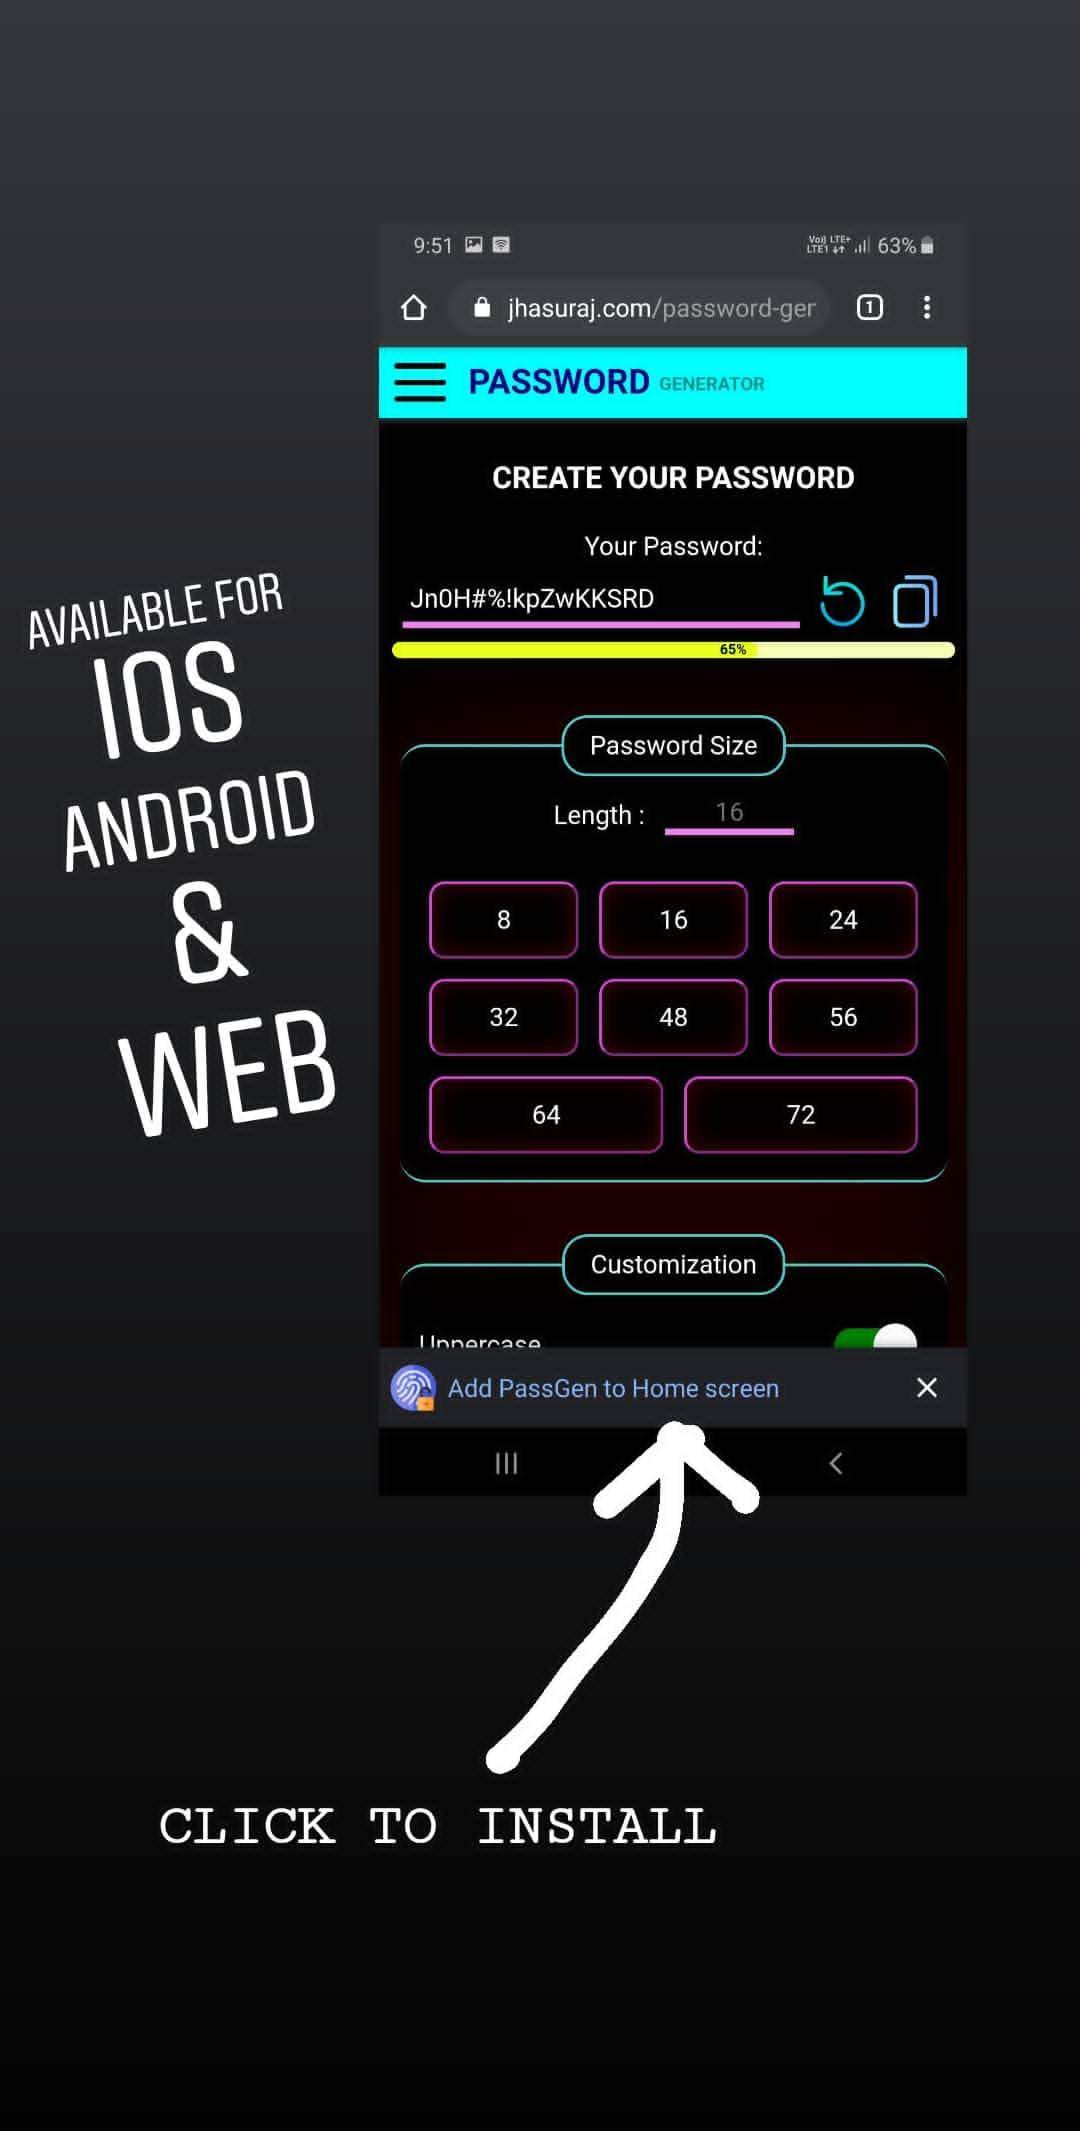 9:51 Vo) LTE+ LTE1 63%
jhasuraj.com/password-ger
1
PASSWORD GENERATOR
CREATE YOUR PASSWORD
Your Password:
Jn0H#%!kpZwKKSRD
65%
Password Size
Length : 16
8 16 24
32 48 56
64 72
Customization
Uppercase
Add PassGen to Home screen
AVAILABLE FOR
IOS
ANDROID
&
WEB
CLICK TO INSTALL